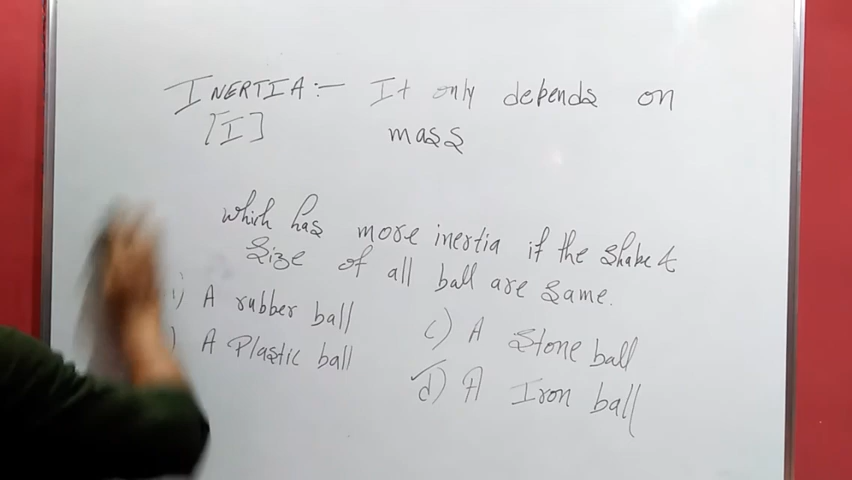 INERTIA:- It only depends on
[I] mass
which has more inertia if the shape &
Size of all ball are same.
i) A rubber ball
) A Plastic ball
c) A Stone ball
d) A Iron ball